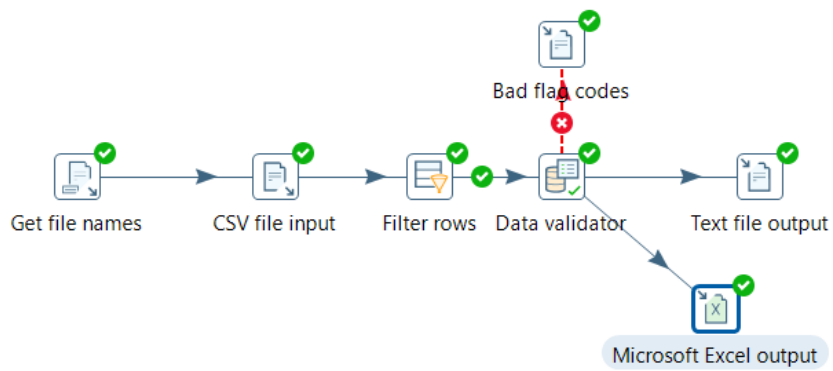 Bad flag codes
Get file names
CSV file input
Filter rows
Data validator
Text file output
X
Microsoft Excel output